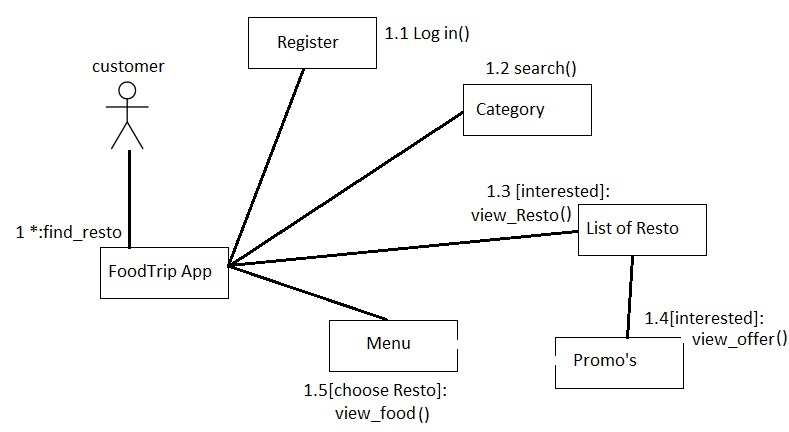 Register
1.1 Log in()
customer
1.2 search()
Category
1.3 [interested]:
view_Resto()
List of Resto
1 *:find_resto
FoodTrip App
Menu
1.4[interested]:
view_offer()
Promo's
1.5[choose Resto]:
view_food()